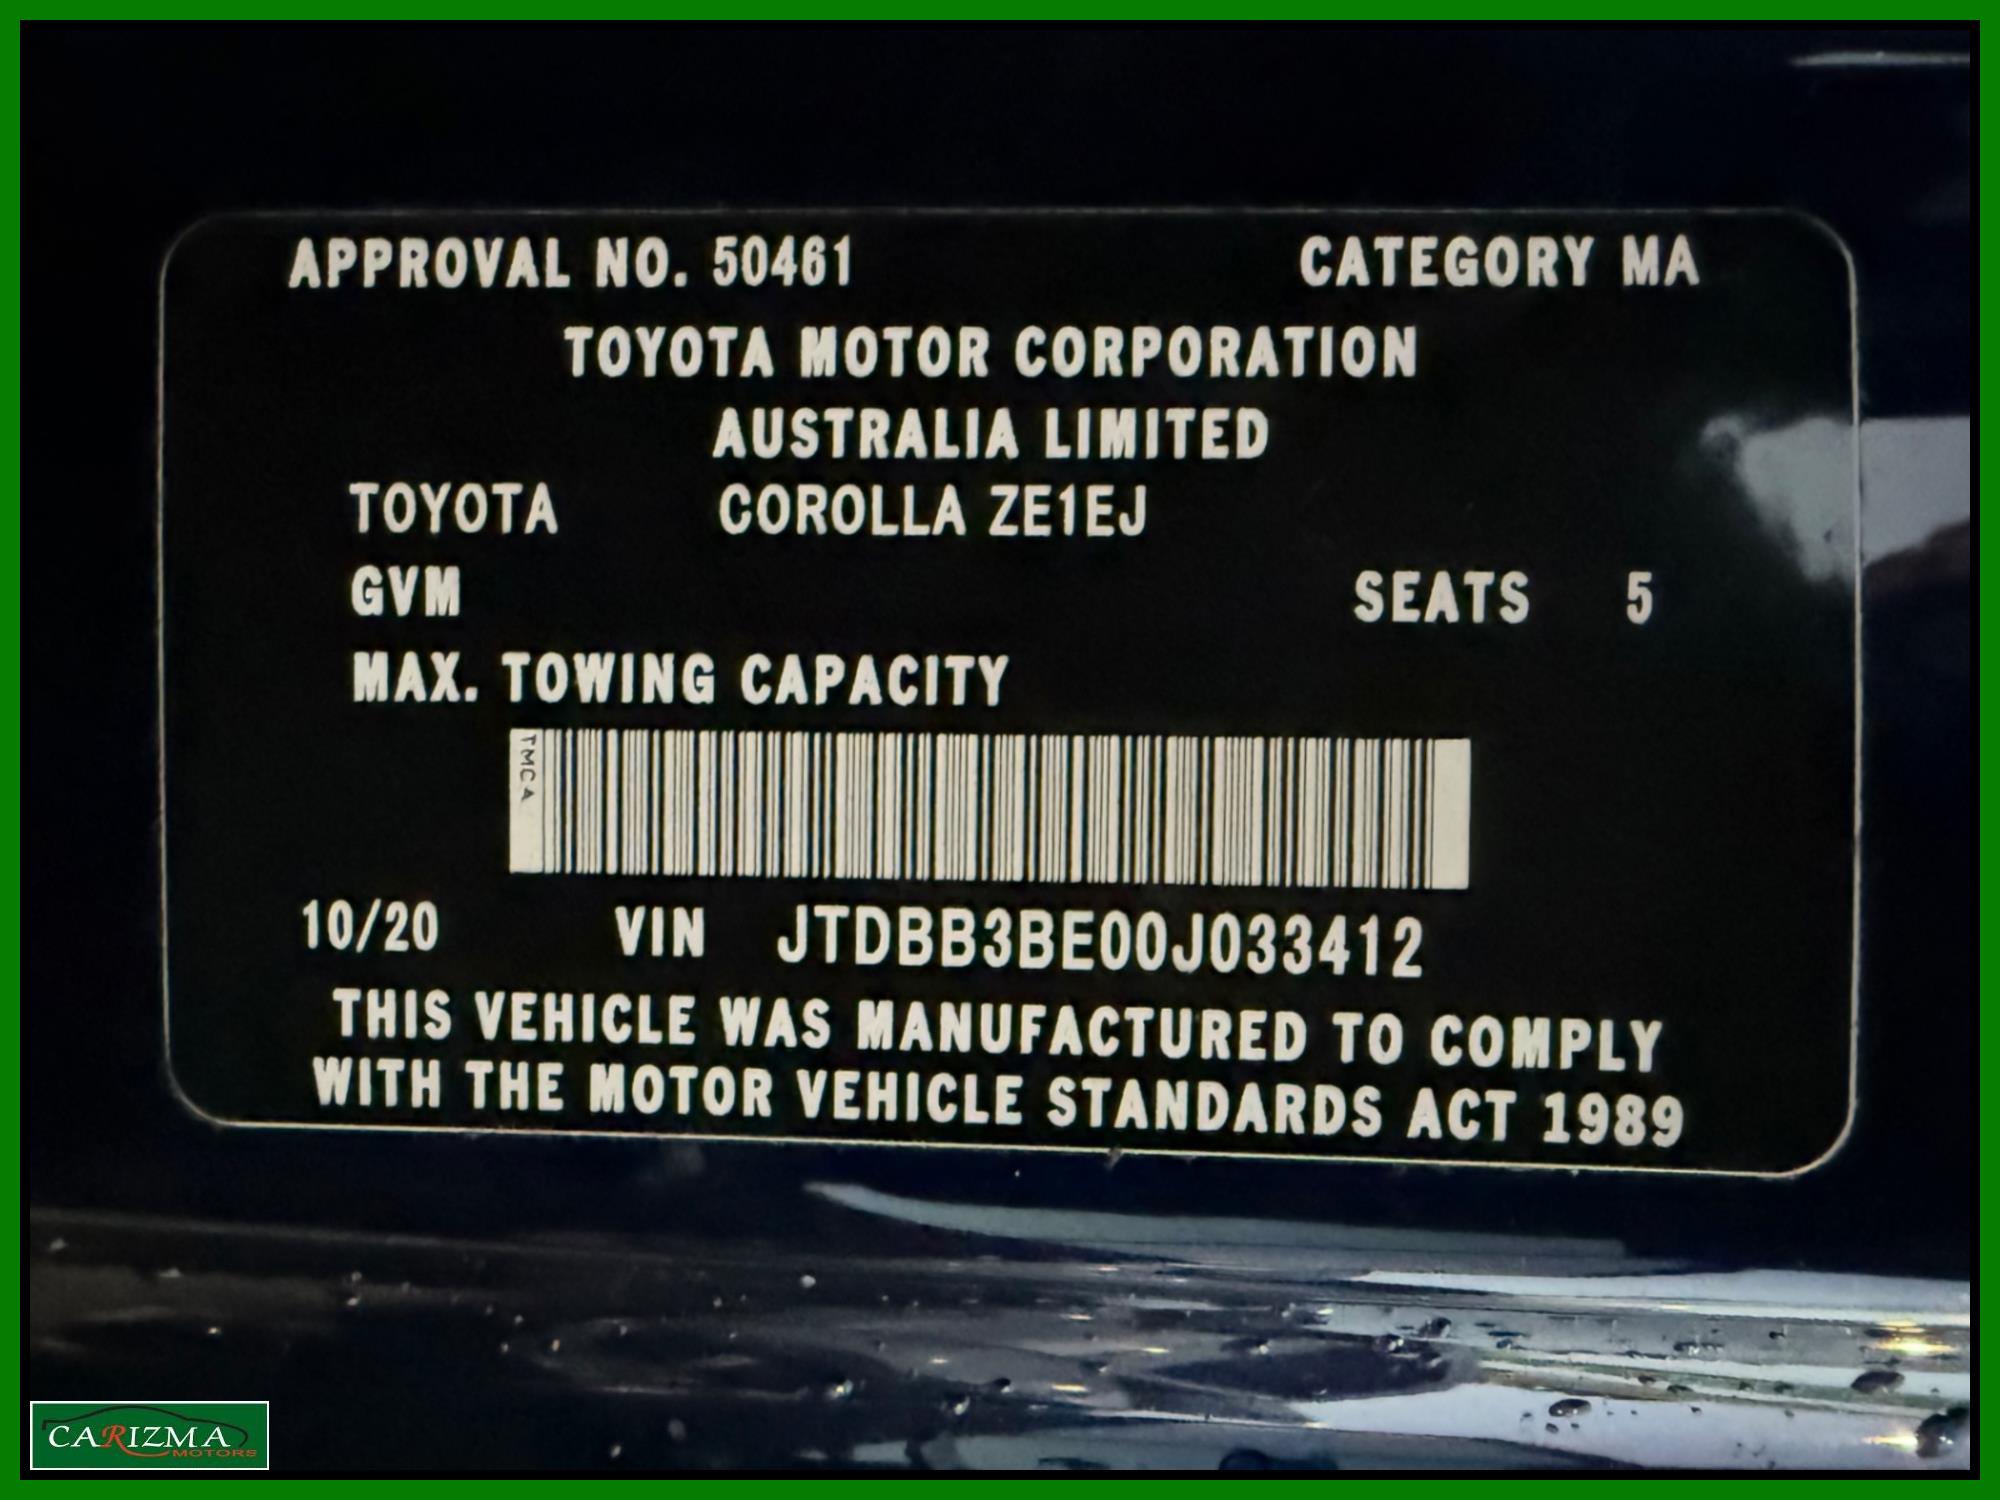 APPROVAL NO. 50461 CATEGORY MA
TOYOTA MOTOR CORPORATION
AUSTRALIA LIMITED
TOYOTA COROLLA ZE1EJ
GVM SEATS 5
MAX. TOWING CAPACITY
TMCA
10/20 VIN JTDBB3BE00J033412
THIS VEHICLE WAS MANUFACTURED TO COMPLY
WITH THE MOTOR VEHICLE STANDARDS ACT 1989
CARIZMA
MOTORS